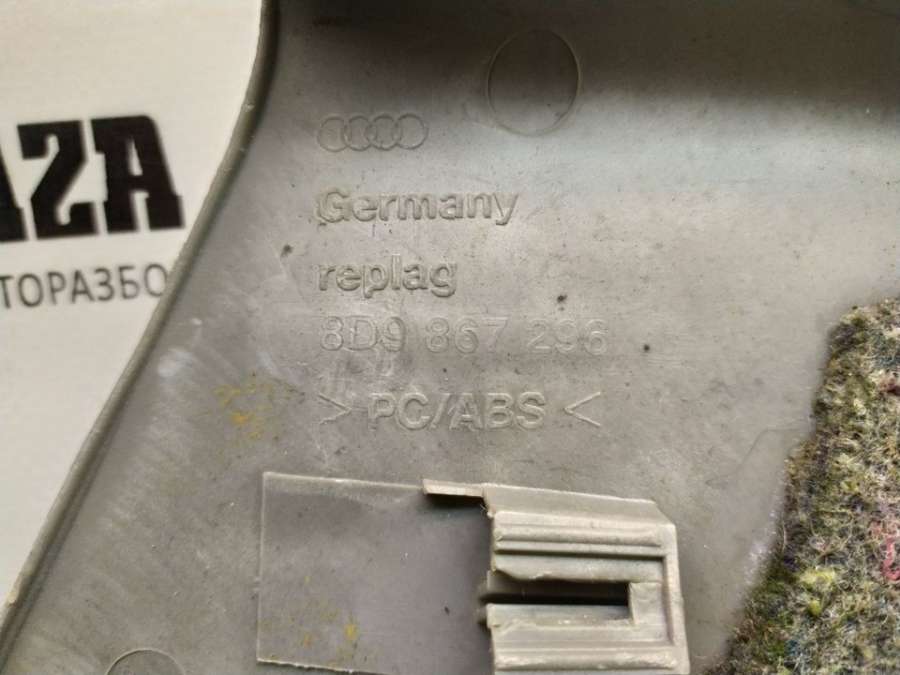 AZA
ТОРАЗБО
Germany
replag
8D9 867 296
> PC/ABS <